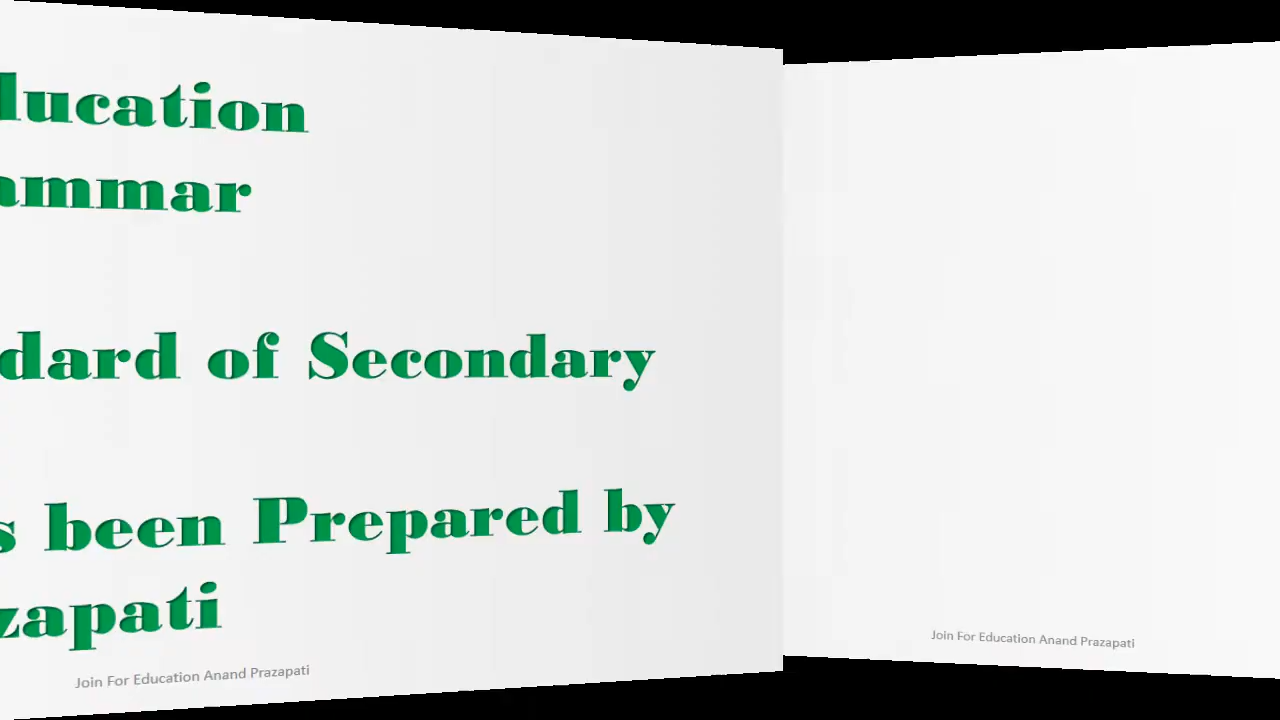 lucation
ammar
dard of Secondary
s been Prepared by
zapati
Join For Education Anand Prazapati
Join For Education Anand Prazapati